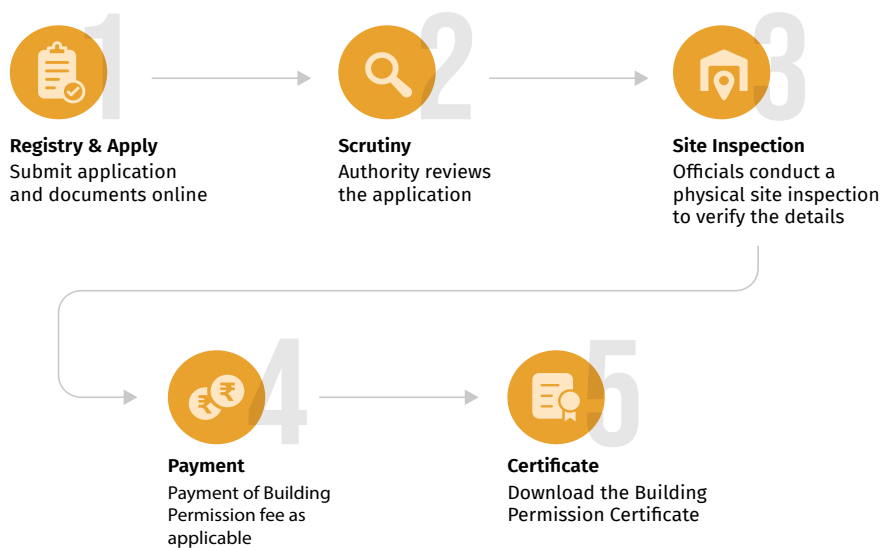 1
Registry & Apply
Submit application
and documents online
2
Scrutiny
Authority reviews
the application
3
Site Inspection
Officials conduct a
physical site inspection
to verify the details
4
₹ ₹
Payment
Payment of Building
Permission fee as
applicable
5
Certificate
Download the Building
Permission Certificate